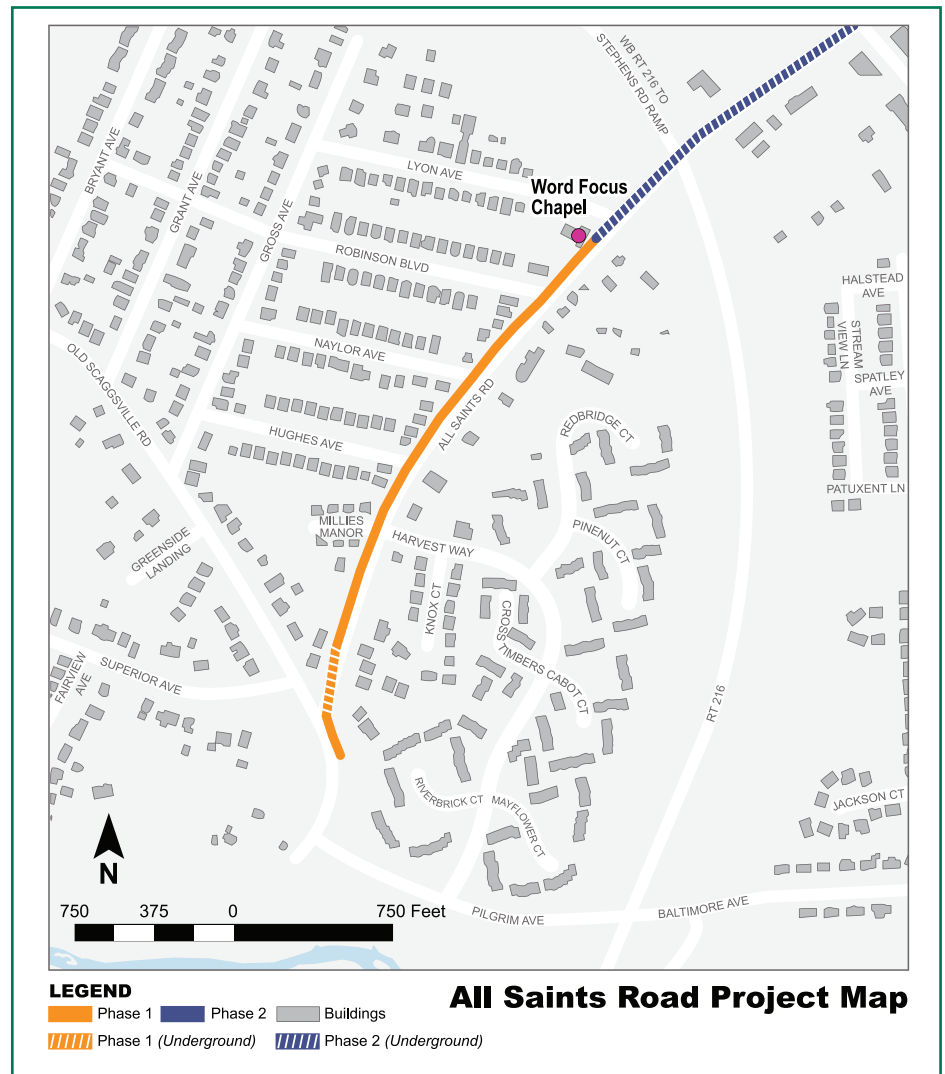 WB RT 216 TO
STEPHENS RD RAMP
BRYANT AVE
GRANT AVE
GROSS AVE
LYON AVE
Word Focus
Chapel
ROBINSON BLVD
HALSTEAD
AVE
STREAM
VIEW LN
NAYLOR AVE
SPATLEY
AVE
OLD SCAGGSVILLE RD
ALL SAINTS RD
HUGHES AVE
REDBRIDGE CT
PATUXENT LN
MILLIES
MANOR
HARVEST WAY
PINENUT CT
GREENSIDE
LANDING
KNOX CT
CROSS
TIMBERS CABOT CT
FAIRVIEW
AVE
SUPERIOR AVE
RT 216
RIVERBRICK CT
MAYFLOWER CT
JACKSON CT
N
750 375 0 750 Feet
PILGRIM AVE
BALTIMORE AVE
LEGEND
All Saints Road Project Map
Phase 1 Phase 2 Buildings
Phase 1 (Underground) Phase 2 (Underground)